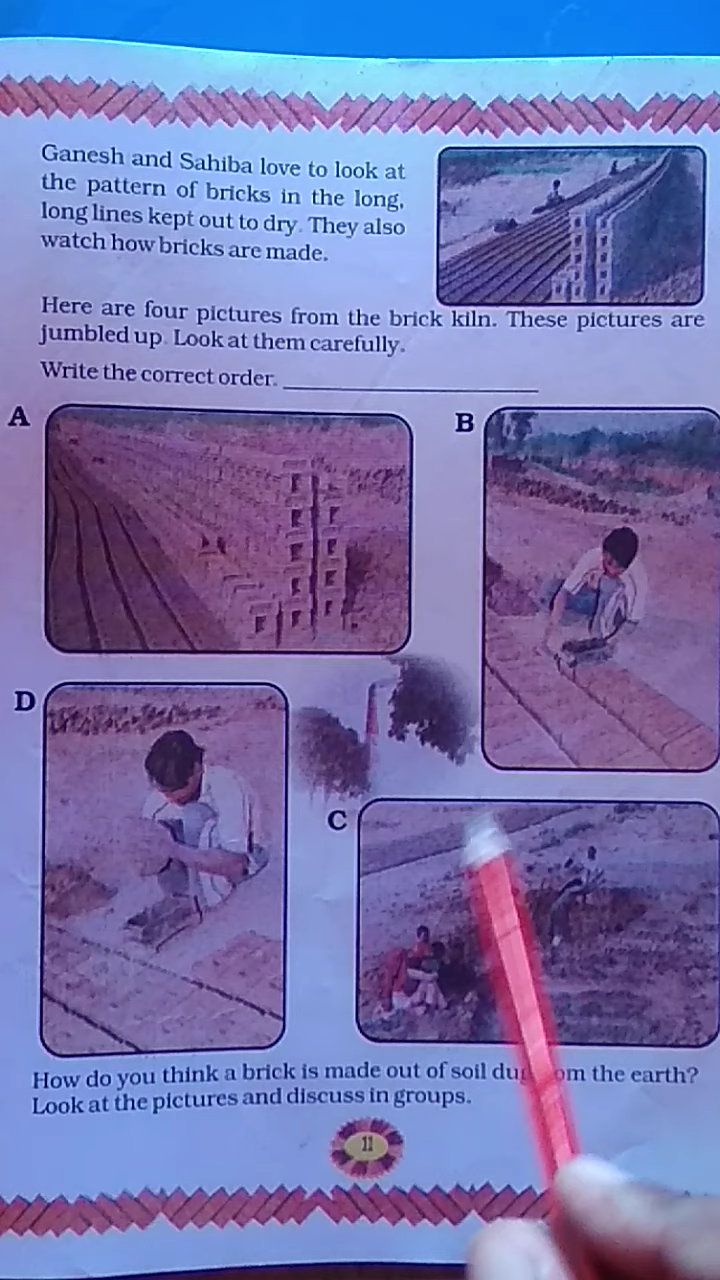 Ganesh and Sahiba love to look at
the pattern of bricks in the long,
long lines kept out to dry. They also
watch how bricks are made.
Here are four pictures from the brick kiln. These pictures are
jumbled up. Look at them carefully.
Write the correct order.
A
B
D
C
How do you think a brick is made out of soil the earth?
Look at the pictures and discuss in groups.
11